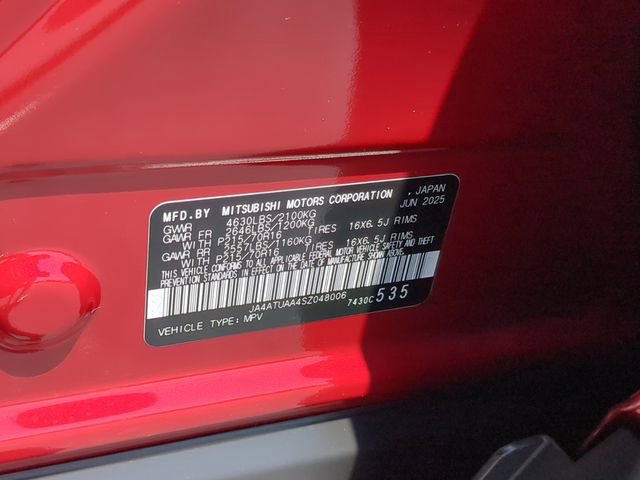 MFD.BY MITSUBISHI MOTORS CORPORATION , JAPAN
GVWR 4630LBS/2100KG JUN 2025
GAWR FR 2646LBS/1200KG
WITH P215/70R16 TIRES 16X6.5J RIMS
GAWR RR 2557LBS/1160KG
WITH P215/70R16 TIRES 16X6.5J RIMS
THIS VEHICLE CONFORMS TO ALL APPLICABLE FEDERAL MOTOR VEHICLE SAFETY AND THEFT
PREVENTION STANDARDS IN EFFECT ON THE DATE OF MANUFACTURE SHOWN ABOVE.
JA4ATUAA4SZ048006 7430C 535
VEHICLE TYPE: MPV